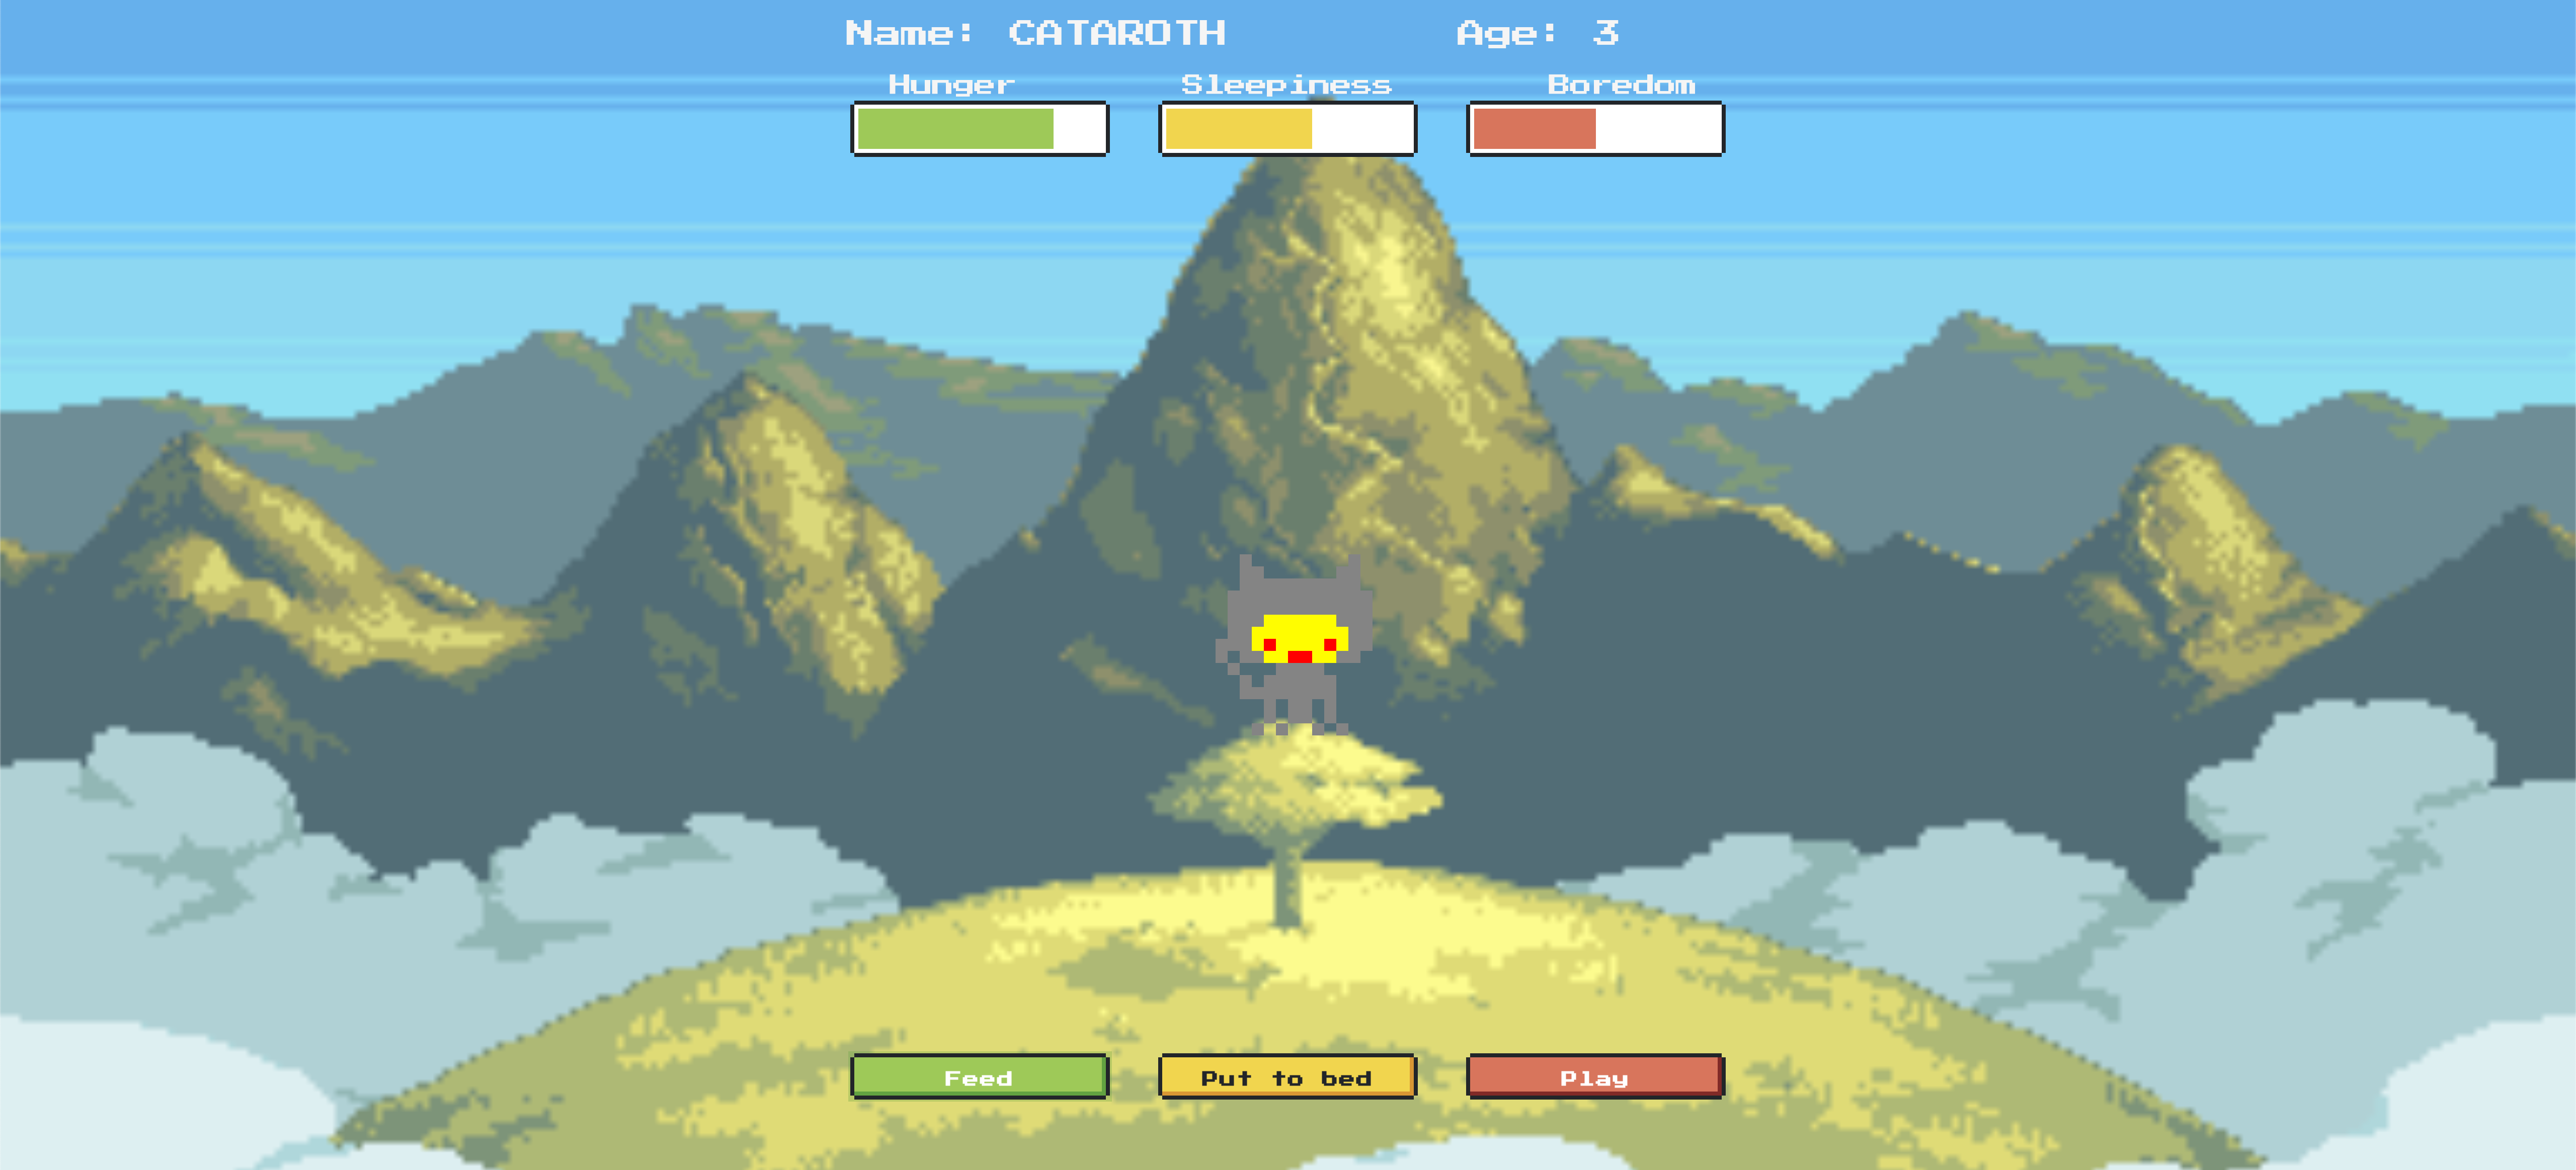 Name: CATAROTH Age: 3
Hunger Sleepiness Boredom
Feed Put to bed Play